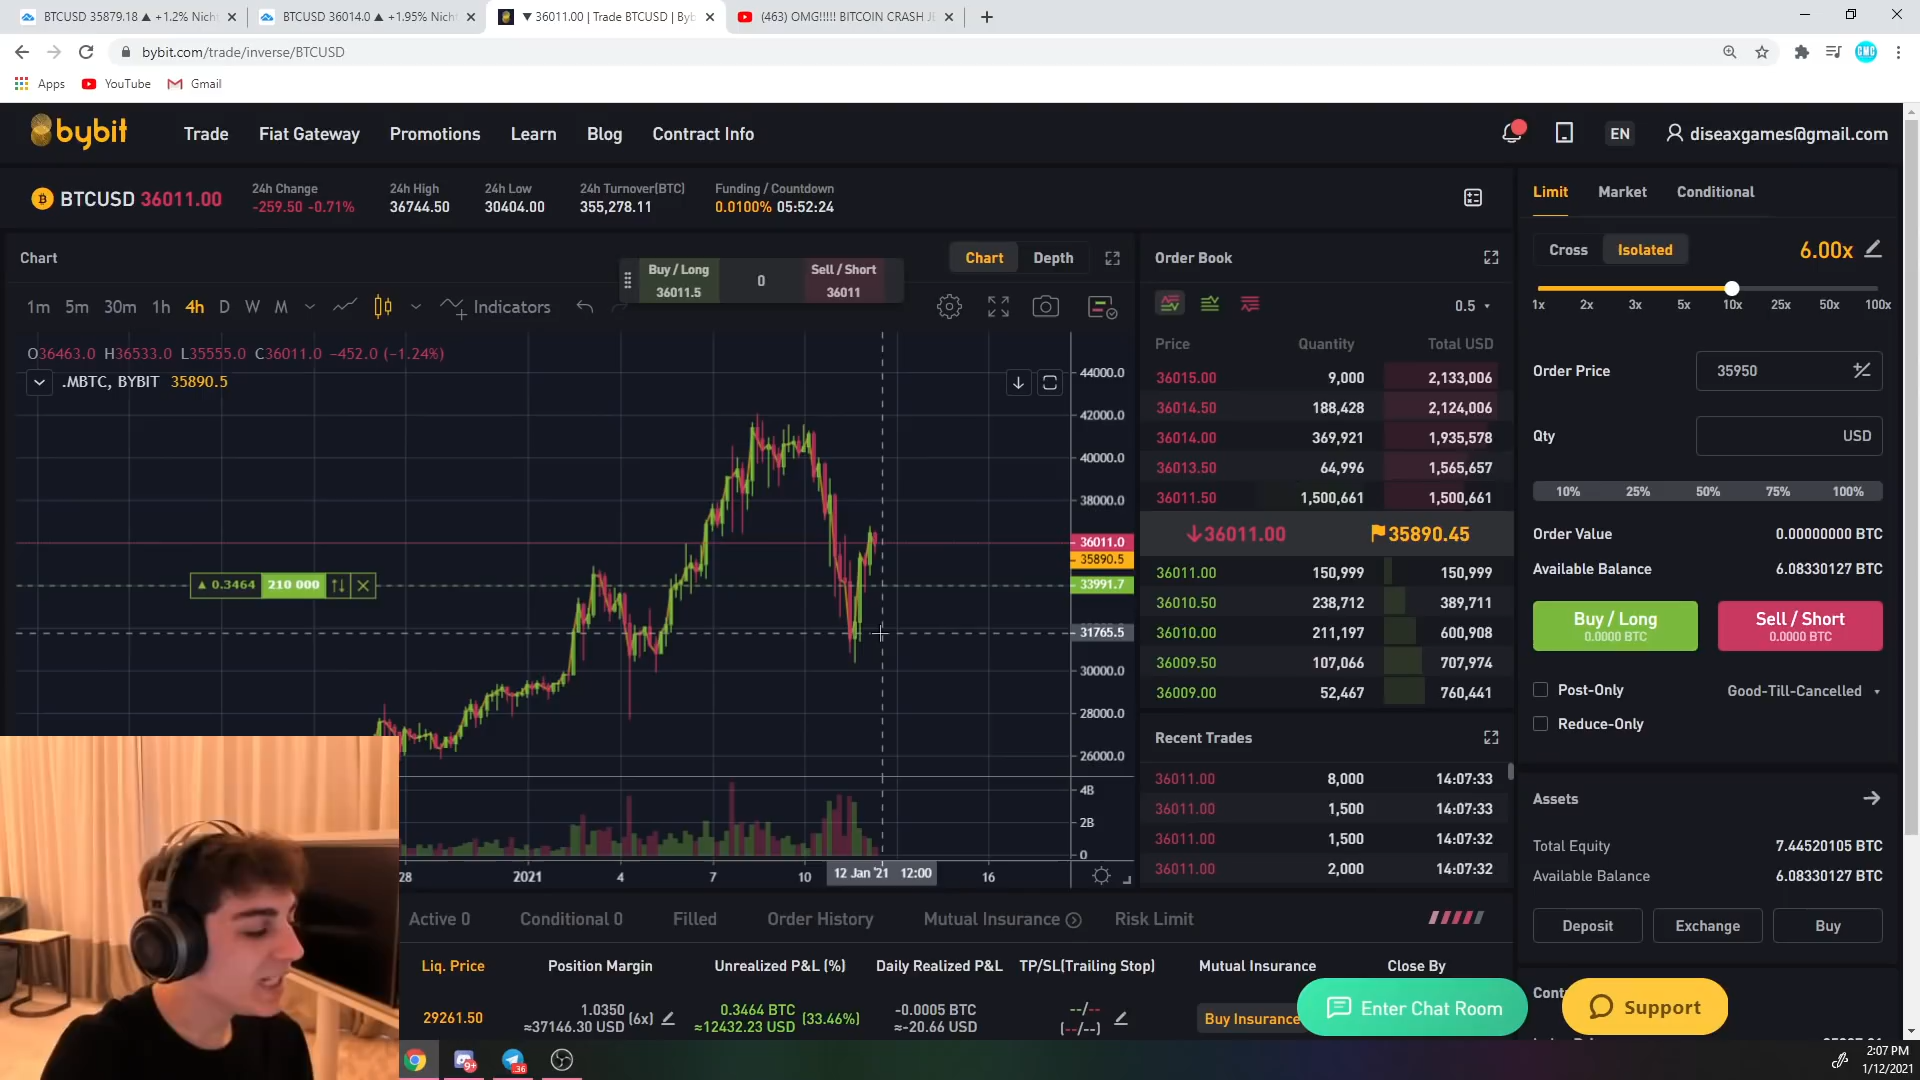 BTCUSD 35879.18 ▲ +1.2% Nich
BTCUSD 36014.0 ▲ +1.95% Nich
▼ 36011.00 | Trade BTCUSD | Byb
(463) OMG!!!!! BITCOIN CRASH JE
bybit.com/trade/inverse/BTCUSD
CMC
Apps
YouTube
Gmail
bybit
Trade
Fiat Gateway
Promotions
Learn
Blog
Contract Info
EN
diseaxgames@gmail.com
BTCUSD 36011.00
24h Change
-259.50 -0.71%
24h High
36744.50
24h Low
30404.00
24h Turnover(BTC)
355,278.11
Funding / Countdown
0.0100% 05:52:24
Chart
Chart
Depth
Buy / Long
36011.5
0
Sell / Short
36011
1m 5m 30m 1h 4h D W M
Indicators
O36463.0 H36533.0 L35555.0 C36011.0 −452.0 (−1.24%)
.MBTC, BYBIT 35890.5
44000.0
42000.0
40000.0
38000.0
36011.0
35890.5
33991.7
31765.5
30000.0
28000.0
26000.0
4B
2B
0
▲ 0.3464 210 000
28 2021 4 7 10 12 Jan '21 12:00 16
Order Book
0.5
Price Quantity Total USD
36015.00 9,000 2,133,006
36014.50 188,428 2,124,006
36014.00 369,921 1,935,578
36013.50 64,996 1,565,657
36011.50 1,500,661 1,500,661
↓36011.00 35890.45
36011.00 150,999 150,999
36010.50 238,712 389,711
36010.00 211,197 600,908
36009.50 107,066 707,974
36009.00 52,467 760,441
Recent Trades
36011.00 8,000 14:07:33
36011.00 1,500 14:07:33
36011.00 1,500 14:07:32
36011.00 2,000 14:07:32
Limit
Market
Conditional
Cross
Isolated
6.00x
1x 2x 3x 5x 10x 25x 50x 100x
Order Price 35950
Qty USD
10% 25% 50% 75% 100%
Order Value 0.00000000 BTC
Available Balance 6.08330127 BTC
Buy / Long
0.0000 BTC
Sell / Short
0.0000 BTC
Post-Only
Good-Till-Cancelled
Reduce-Only
Assets
Total Equity 7.44520105 BTC
Available Balance 6.08330127 BTC
Deposit
Exchange
Buy
Active 0
Conditional 0
Filled
Order History
Mutual Insurance
Risk Limit
Liq. Price
Position Margin
Unrealized P&L (%)
Daily Realized P&L
TP/SL(Trailing Stop)
Mutual Insurance
Close By
29261.50
1.0350
≈37146.30 USD (6x)
0.3464 BTC
≈12432.23 USD (33.46%)
-0.0005 BTC
≈-20.66 USD
--/--
(--/--)
Buy Insurance
Enter Chat Room
Support
Cont
9+
36
2:07 PM
1/12/2021